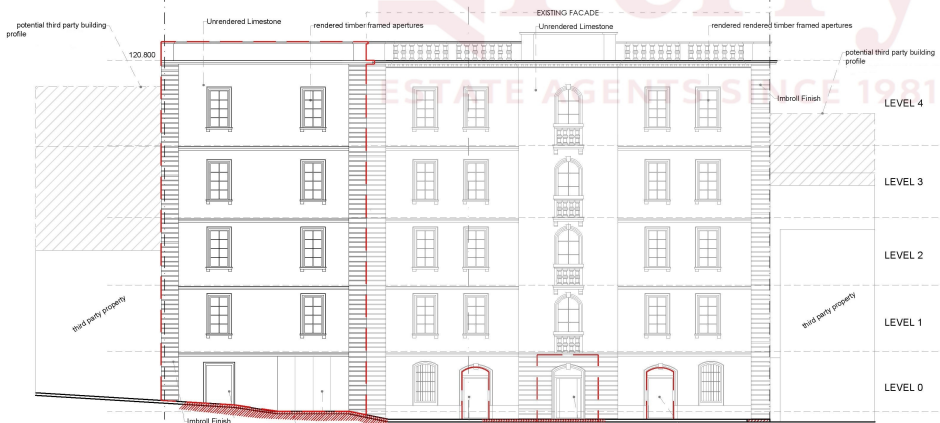 EXISTING FACADE
potential third party building
profile
Unrendered Limestone
rendered timber framed apertures
Unrendered Limestone
rendered rendered timber framed apertures
potential third party building
profile
120.800
Imbroll Finish
ESTATE AGENTS SINCE 1981
LEVEL 4
LEVEL 3
LEVEL 2
LEVEL 1
LEVEL 0
third party property
third party property
Imbroll Finish